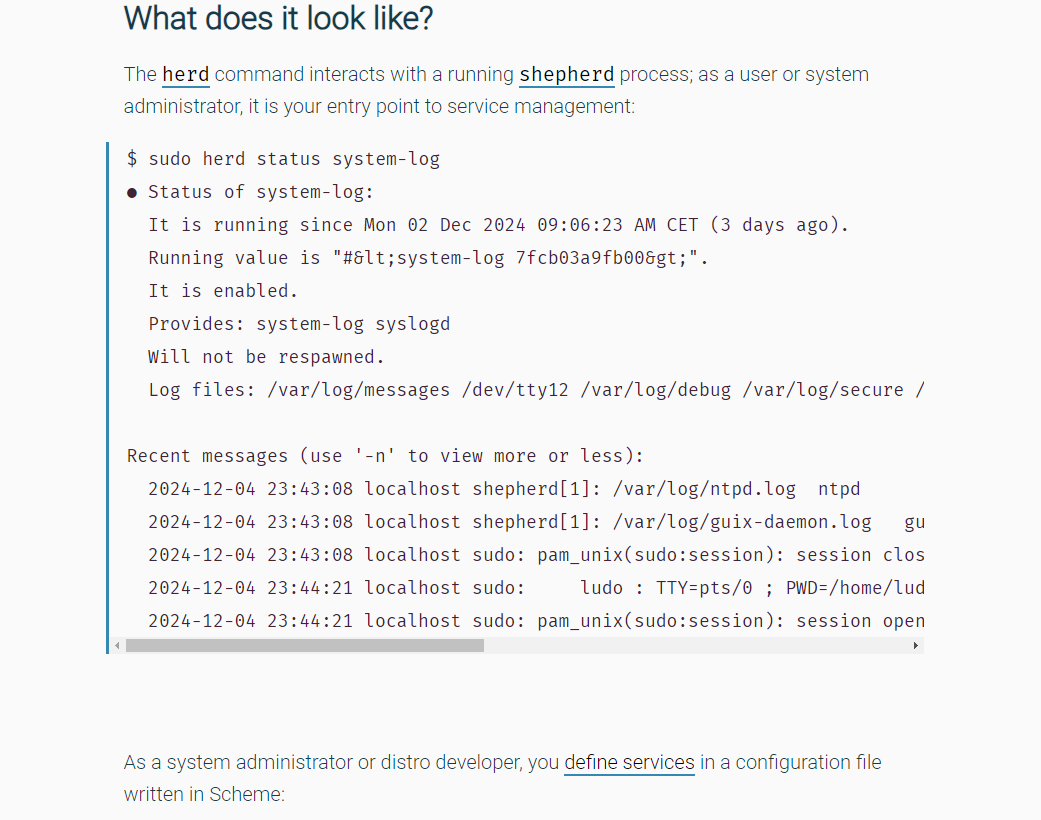 What does it look like?
The herd command interacts with a running shepherd process; as a user or system
administrator, it is your entry point to service management:
$ sudo herd status system-log
● Status of system-log:
  It is running since Mon 02 Dec 2024 09:06:23 AM CET (3 days ago).
  Running value is "#&lt;system-log 7fcb03a9fb00&gt;".
  It is enabled.
  Provides: system-log syslogd
  Will not be respawned.
  Log files: /var/log/messages /dev/tty12 /var/log/debug /var/log/secure /
Recent messages (use '-n' to view more or less):
  2024-12-04 23:43:08 localhost shepherd[1]: /var/log/ntpd.log  ntpd
  2024-12-04 23:43:08 localhost shepherd[1]: /var/log/guix-daemon.log   gu
  2024-12-04 23:43:08 localhost sudo: pam_unix(sudo:session): session clos
  2024-12-04 23:44:21 localhost sudo:     ludo : TTY=pts/0 ; PWD=/home/lud
  2024-12-04 23:44:21 localhost sudo: pam_unix(sudo:session): session open
As a system administrator or distro developer, you define services in a configuration file
written in Scheme: